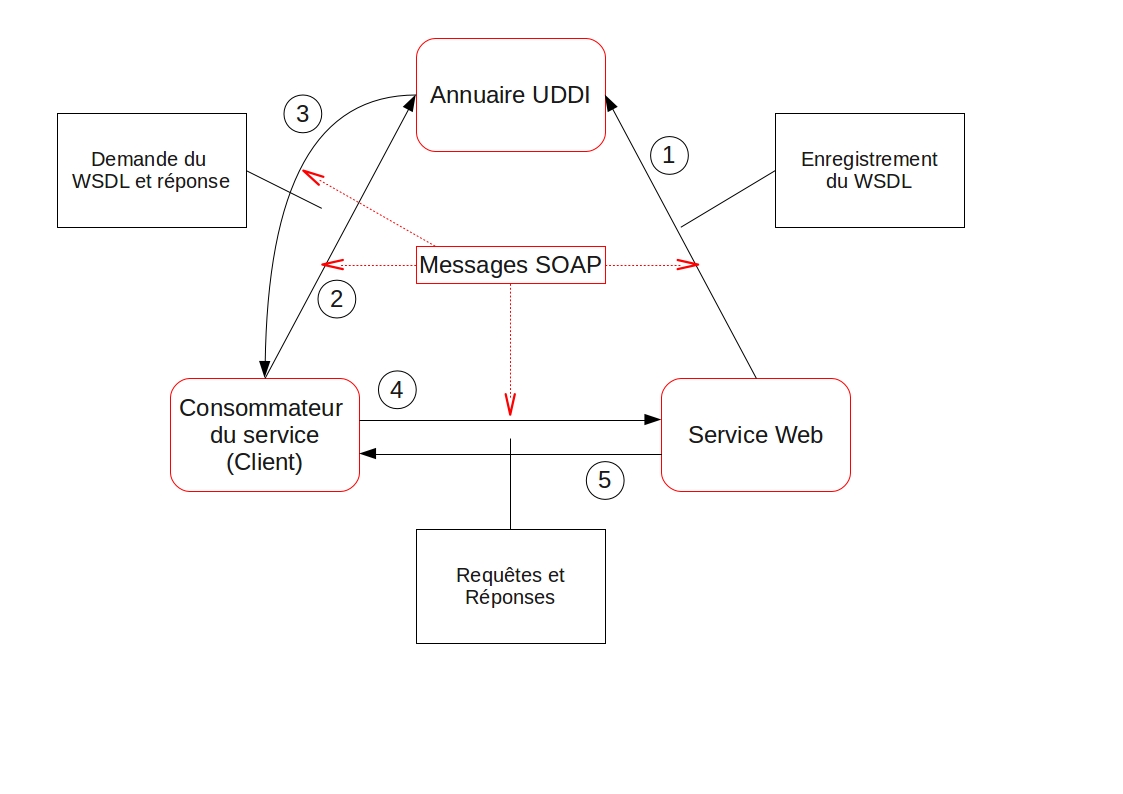 Annuaire UDDI
3
1
Demande du
WSDL et réponse
Enregistrement
du WSDL
Messages SOAP
2
4
Consommateur
du service
(Client)
Service Web
5
Requêtes et
Réponses